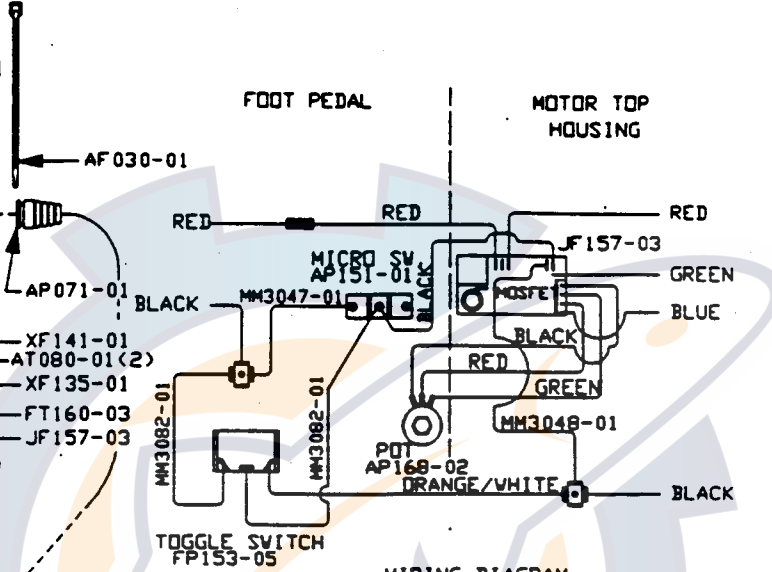 FOOT PEDAL
MOTOR TOP
HOUSING
AF030-01
RED
RED
RED
JF157-03
MICRO SW
AP151-01
BLACK
GREEN
AP071-01
BLACK
MM3047-01
MOSFET
BLUE
BLACK
XF141-01
AT080-01(2)
XF135-01
FT160-03
JF157-03
RED
GREEN
MM3082-01
MM3082-01
MM3048-01
POT
AP168-02
ORANGE/WHITE
BLACK
TOGGLE SWITCH
FP153-05
WIRING DIAGRAM